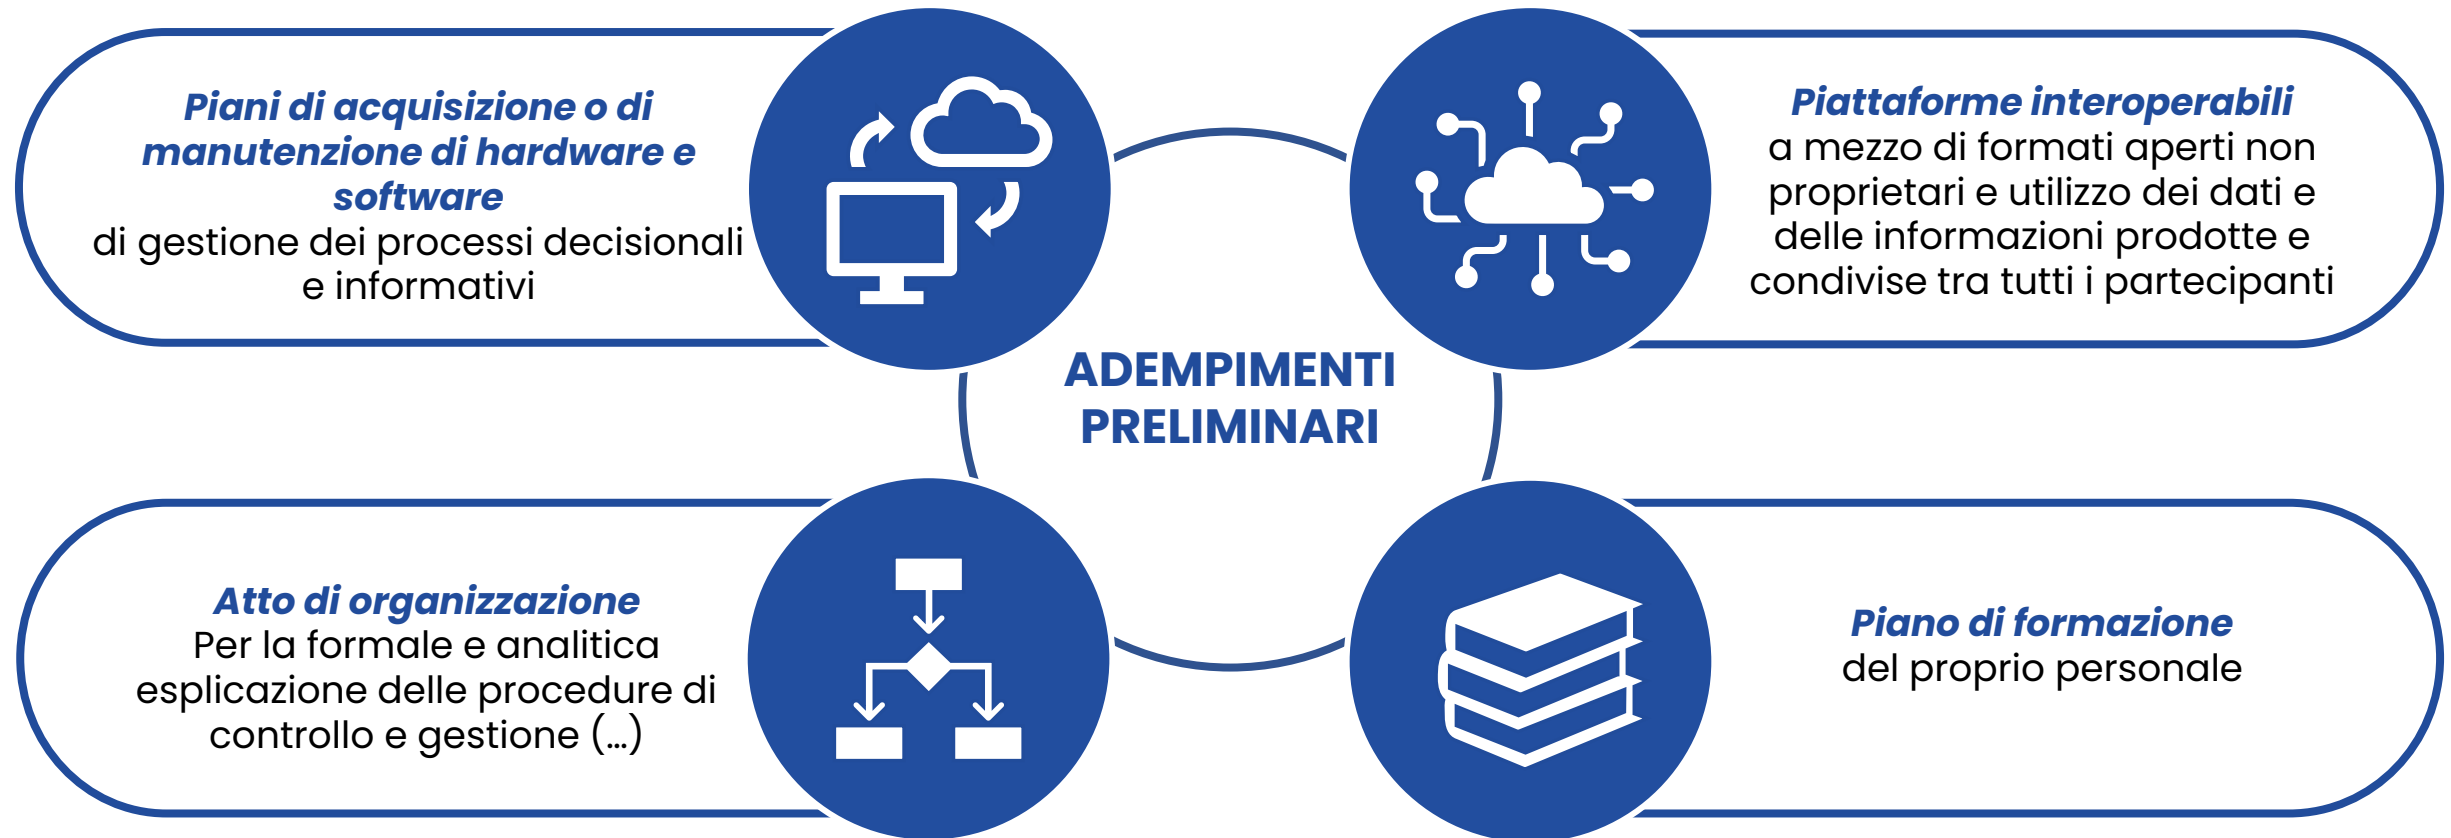 Piani di acquisizione o di
manutenzione di hardware e
software
di gestione dei processi decisionali
e informativi
Piattaforme interoperabili
a mezzo di formati aperti non
proprietari e utilizzo dei dati e
delle informazioni prodotte e
condivise tra tutti i partecipanti
ADEMPIMENTI
PRELIMINARI
Atto di organizzazione
Per la formale e analitica
esplicazione delle procedure di
controllo e gestione (…)
Piano di formazione
del proprio personale